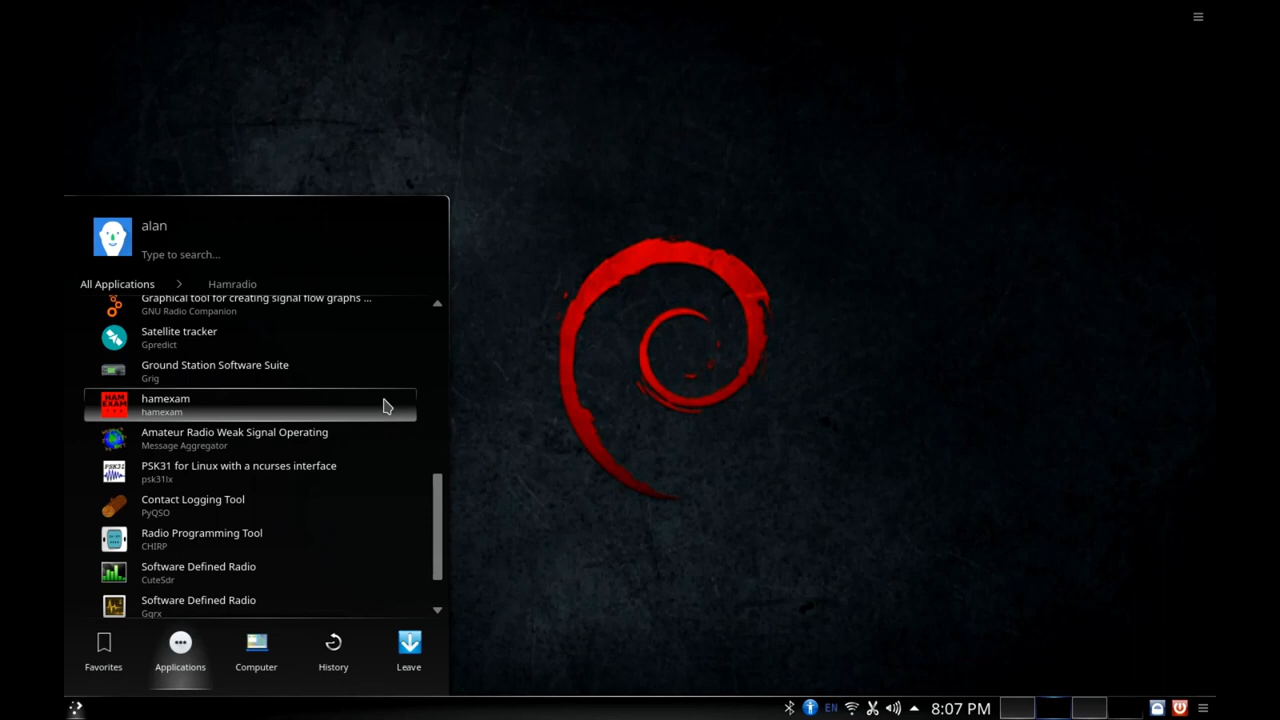 alan
Type to search...
All Applications
Hamradio
Graphical tool for creating signal flow graphs ...
GNU Radio Companion
Satellite tracker
Gpredict
Ground Station Software Suite
Grig
HAM
EXAM
hamexam
hamexam
Amateur Radio Weak Signal Operating
Message Aggregator
PSK31
PSK31 for Linux with a ncurses interface
psk31lx
Contact Logging Tool
PyQSO
Radio Programming Tool
CHIRP
Software Defined Radio
CuteSdr
Software Defined Radio
Gqrx
Favorites Applications Computer History Leave
EN 8:07 PM